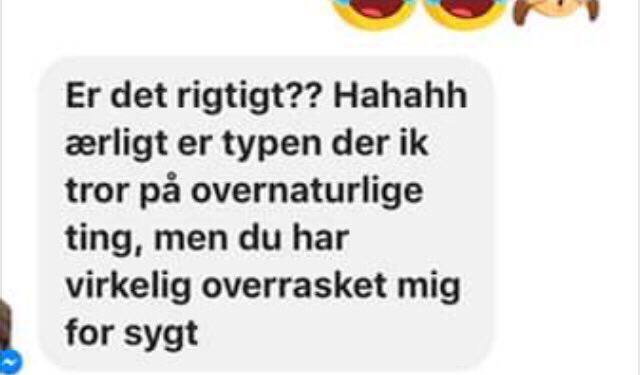 Er det rigtigt?? Hahahh
ærligt er typen der ik
tror på overnaturlige
ting, men du har
virkelig overrasket mig
for sygt